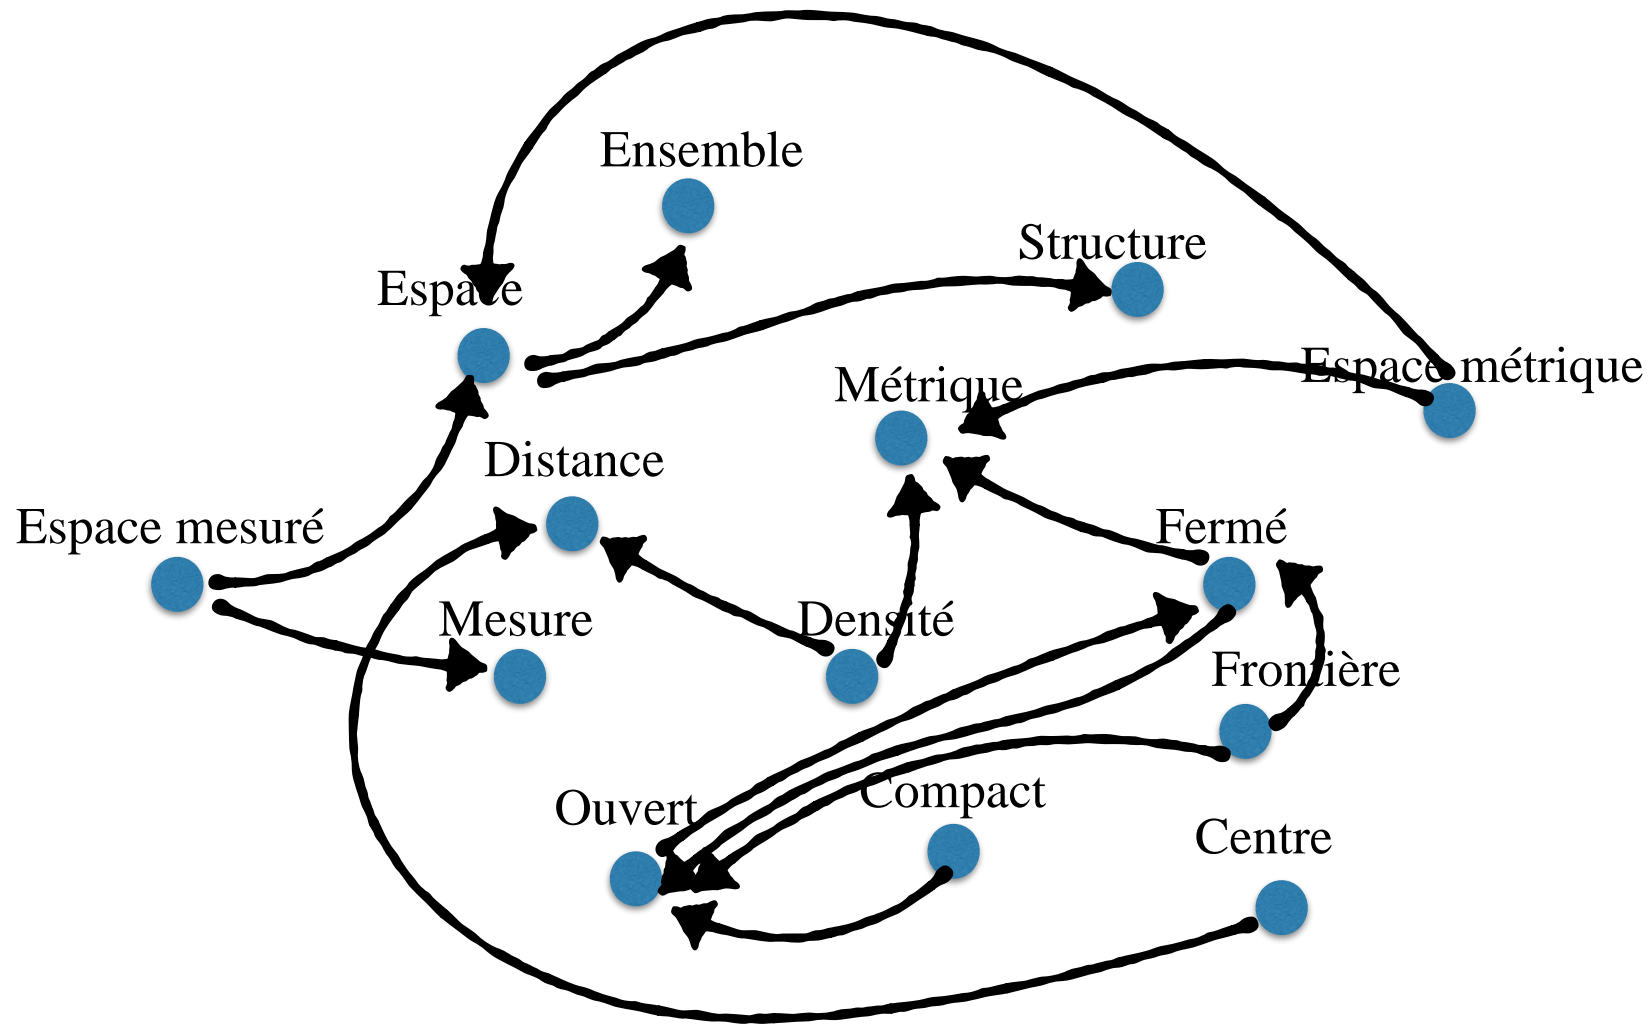 Ensemble
Structure
Espace
Espace métrique
Métrique
Distance
Espace mesuré
Fermé
Mesure
Densité
Frontière
Compact
Ouvert
Centre